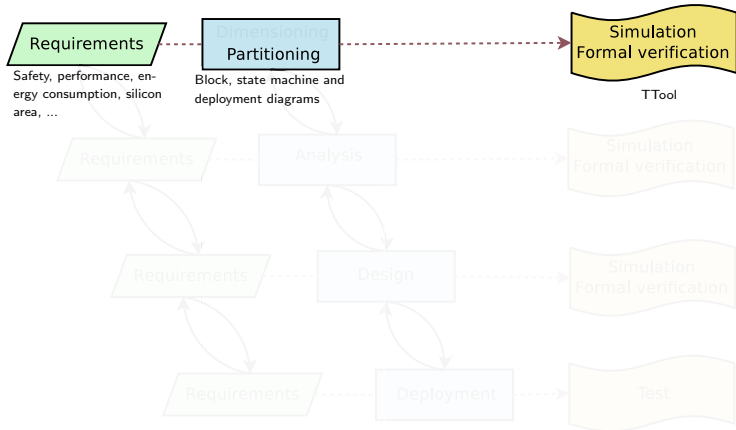 Requirements
Dimensioning
Partitioning
Simulation
Formal verification
Safety, performance, en-
ergy consumption, silicon
area, ...
Block, state machine and
deployment diagrams
TTool
Requirements
Analysis
Simulation
Formal verification
Requirements
Design
Simulation
Formal verification
Requirements
Deployment
Test